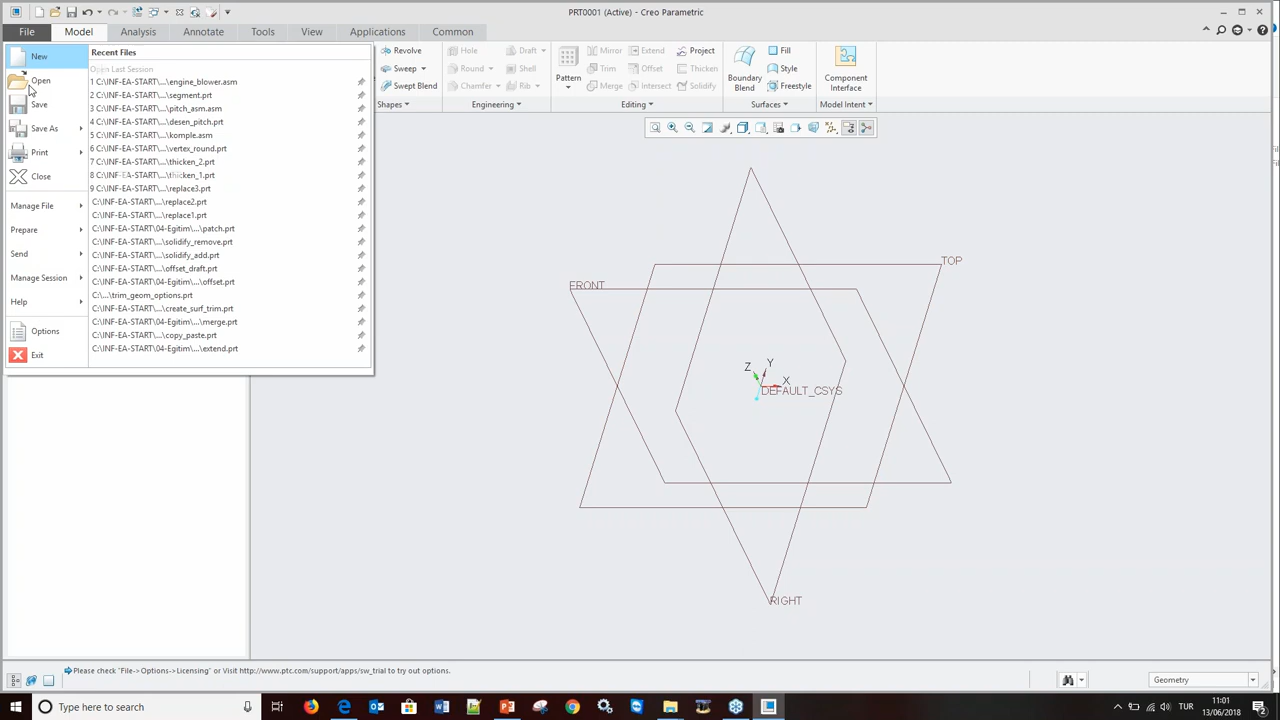 PRT0001 (Active) - Creo Parametric
File Model Analysis Annotate Tools View Applications Common
New
Open
Save
Save As
Print
Close
Manage File
Prepare
Send
Manage Session
Help
Options
Exit
Recent Files
Open Last Session
1 C:\INF-EA-START\...\engine_blower.asm
2 C:\INF-EA-START\...\segment.prt
3 C:\INF-EA-START\...\pitch_asm.asm
4 C:\INF-EA-START\...\desen_pitch.prt
5 C:\INF-EA-START\...\komple.asm
6 C:\INF-EA-START\...\vertex_round.prt
7 C:\INF-EA-START\...\thicken_2.prt
8 C:\INF-EA-START\...\thicken_1.prt
9 C:\INF-EA-START\...\replace3.prt
C:\INF-EA-START\...\replace2.prt
C:\INF-EA-START\...\replace1.prt
C:\INF-EA-START\04-Egitim\...\patch.prt
C:\INF-EA-START\...\solidify_remove.prt
C:\INF-EA-START\...\solidify_add.prt
C:\INF-EA-START\...\offset_draft.prt
C:\INF-EA-START\04-Egitim\...\offset.prt
C:\...\trim_geom_options.prt
C:\INF-EA-START\...\create_surf_trim.prt
C:\INF-EA-START\04-Egitim\...\merge.prt
C:\INF-EA-START\...\copy_paste.prt
C:\INF-EA-START\04-Egitim\...\extend.prt
Revolve
Sweep
Swept Blend
Shapes
Hole Draft
Round Shell
Chamfer Rib
Engineering
Pattern
Mirror Extend Project
Trim Offset Thicken
Merge Intersect Solidify
Editing
Boundary Blend
Fill
Style
Freestyle
Surfaces
Component Interface
Model Intent
TOP
FRONT
Z Y
X
DEFAULT_CSYS
RIGHT
Please check "File-> Options-> Licensing" or Visit http://www.ptc.com/support/apps/sw_trial to try out options.
Geometry
Type here to search
TUR
11:01
13/06/2018